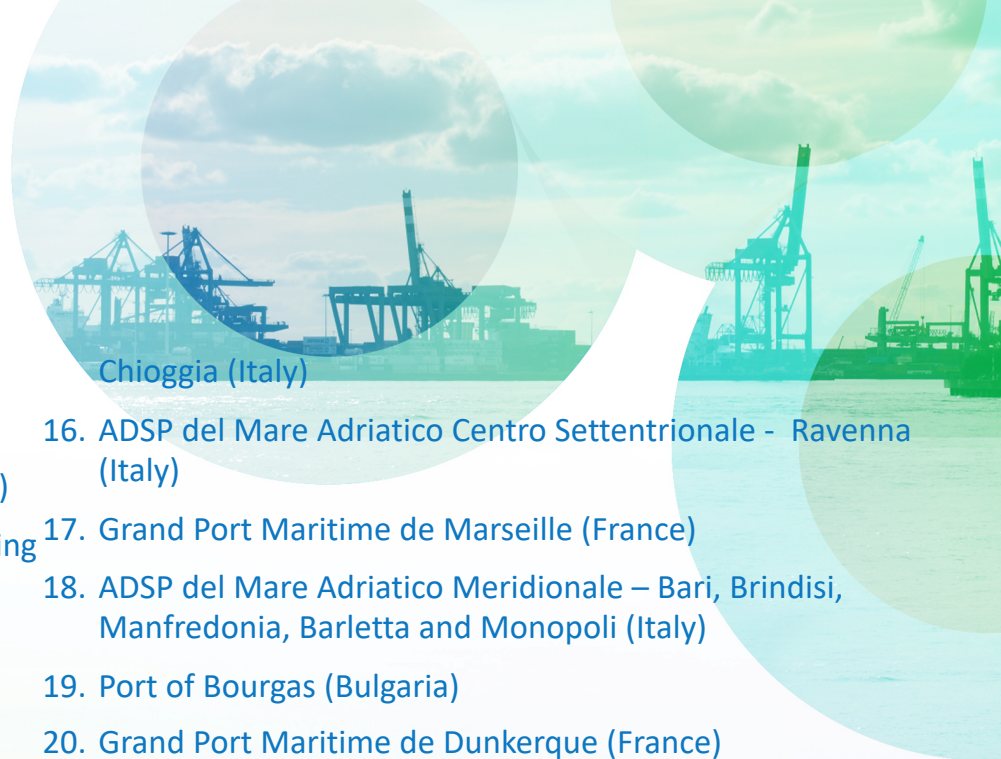 Chioggia (Italy)
16. ADSP del Mare Adriatico Centro Settentrionale - Ravenna
(Italy)
)
ing
17. Grand Port Maritime de Marseille (France)
18. ADSP del Mare Adriatico Meridionale – Bari, Brindisi,
Manfredonia, Barletta and Monopoli (Italy)
19. Port of Bourgas (Bulgaria)
20. Grand Port Maritime de Dunkerque (France)